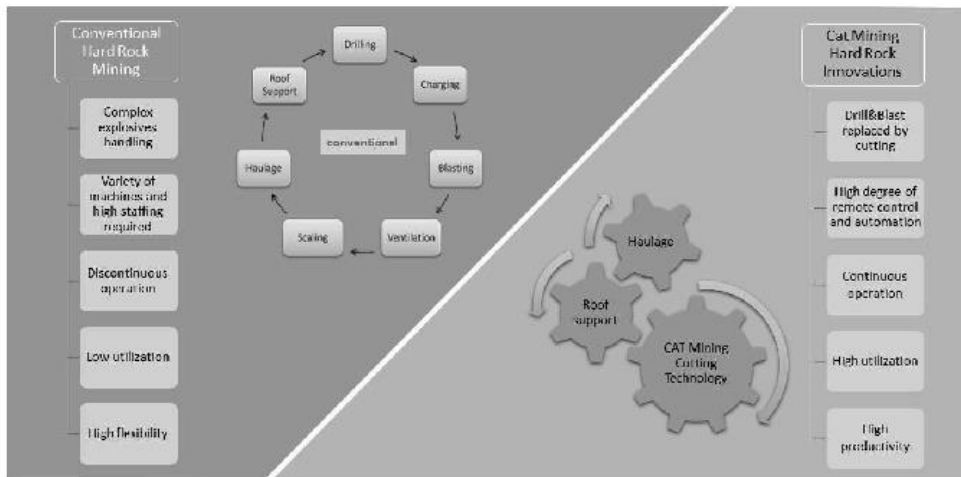 Conventional
Hard Rock
Mining
Complex
explosives
handling
Variety of
machines and
high staffing
required
Discontinuous
operation
Low utilization
High flexibility
Drilling
Charging
Blasting
Ventilation
Scaling
Haulage
Roof
Support
conventional
Haulage
Roof
support
CAT Mining
Cutting
Technology
Cat Mining
Hard Rock
Innovations
Drill&Blast
replaced by
cutting
High degree of
remote control
and automation
Continuous
operation
High utilization
High
productivity